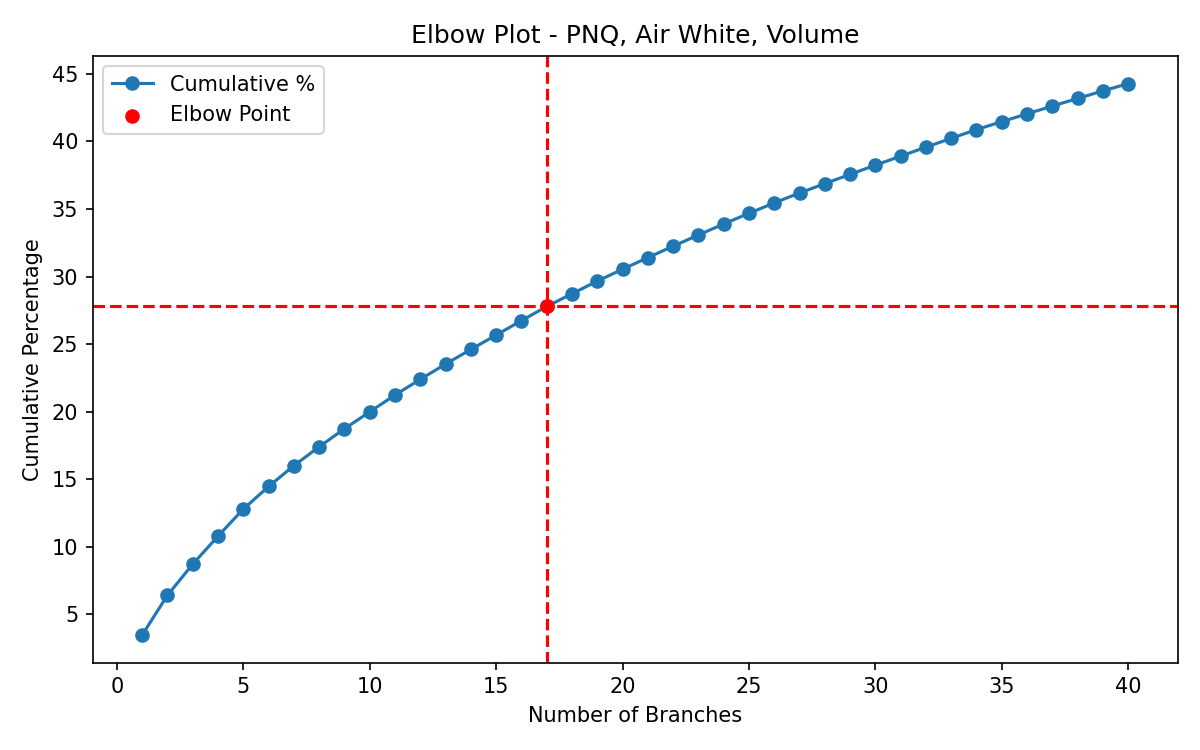 Elbow Plot - PNQ, Air White, Volume
Cumulative %
Elbow Point
45
40
35
30
25
20
15
10
5
Cumulative Percentage
0 5 10 15 20 25 30 35 40
Number of Branches